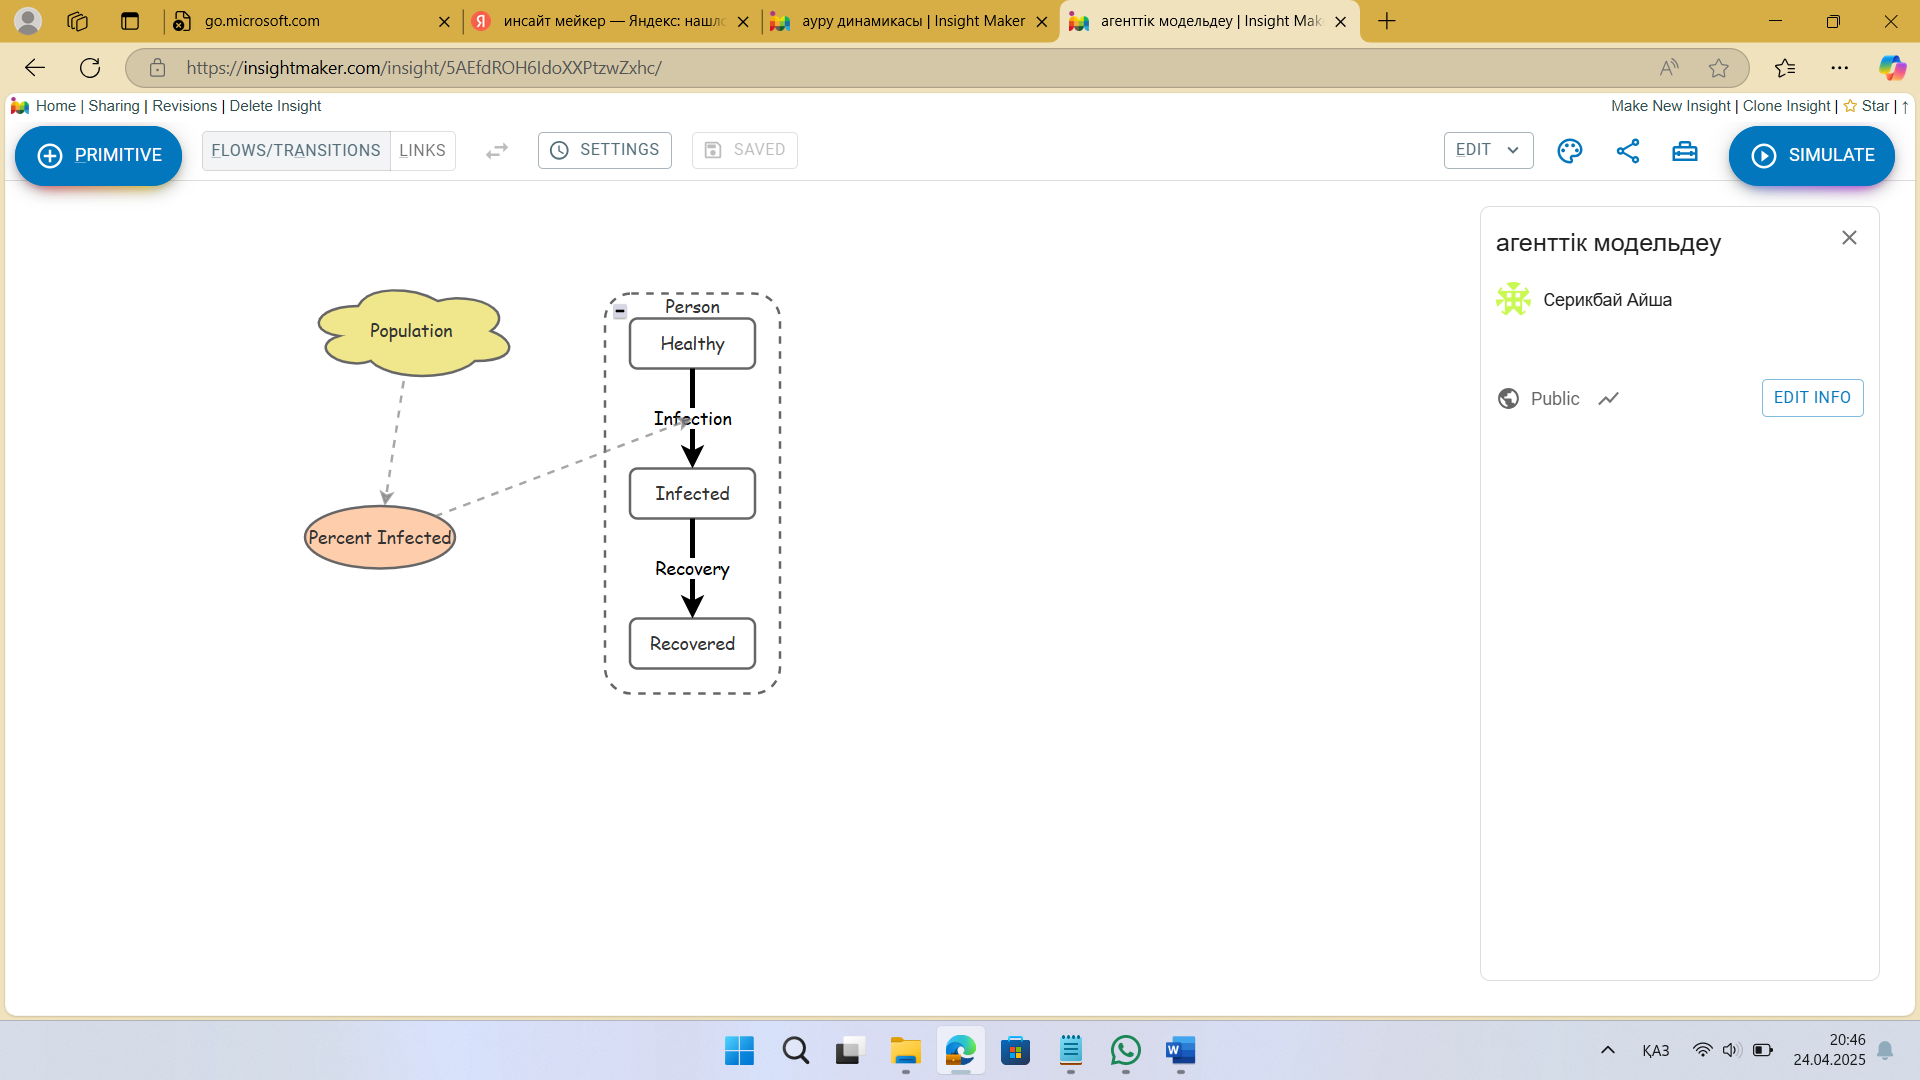 go.microsoft.com
инсайт мейкер — Яндекс: нашлс
ауру динамикасы | Insight Maker
агенттік модельдеу | Insight Mak
https://insightmaker.com/insight/5AEfdROH6IdoXXPtzwZxhc/
Home | Sharing | Revisions | Delete Insight
Make New Insight | Clone Insight | Star | ↑
PRIMITIVE
FLOWS/TRANSITIONS
LINKS
SETTINGS
SAVED
EDIT
SIMULATE
агенттік модельдеу
Серикбай Айша
Public
EDIT INFO
Population
Percent Infected
Person
Healthy
Infection
Infected
Recovery
Recovered
ҚАЗ
20:46
24.04.2025